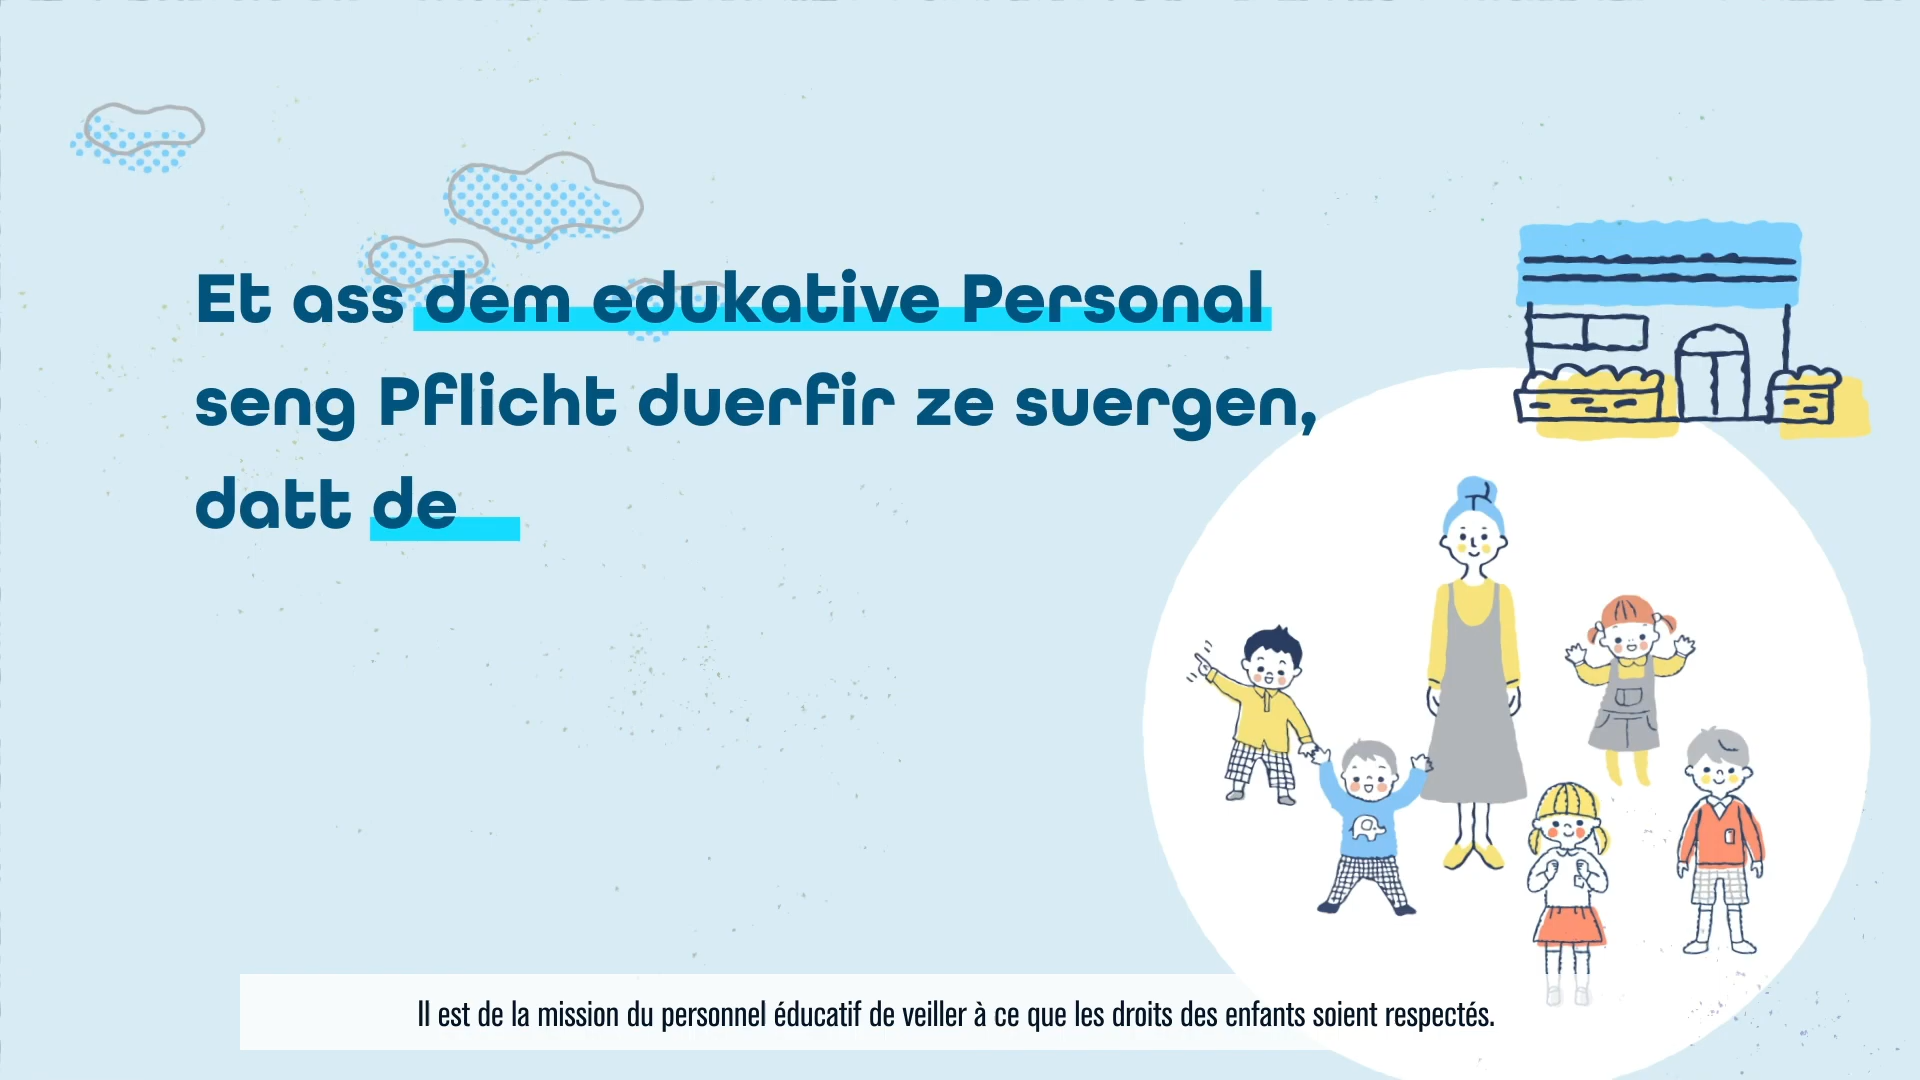 Et ass dem edukative Personal
seng Pflicht duerfir ze suergen,
datt de
Il est de la mission du personnel éducatif de veiller à ce que les droits des enfants soient respectés.